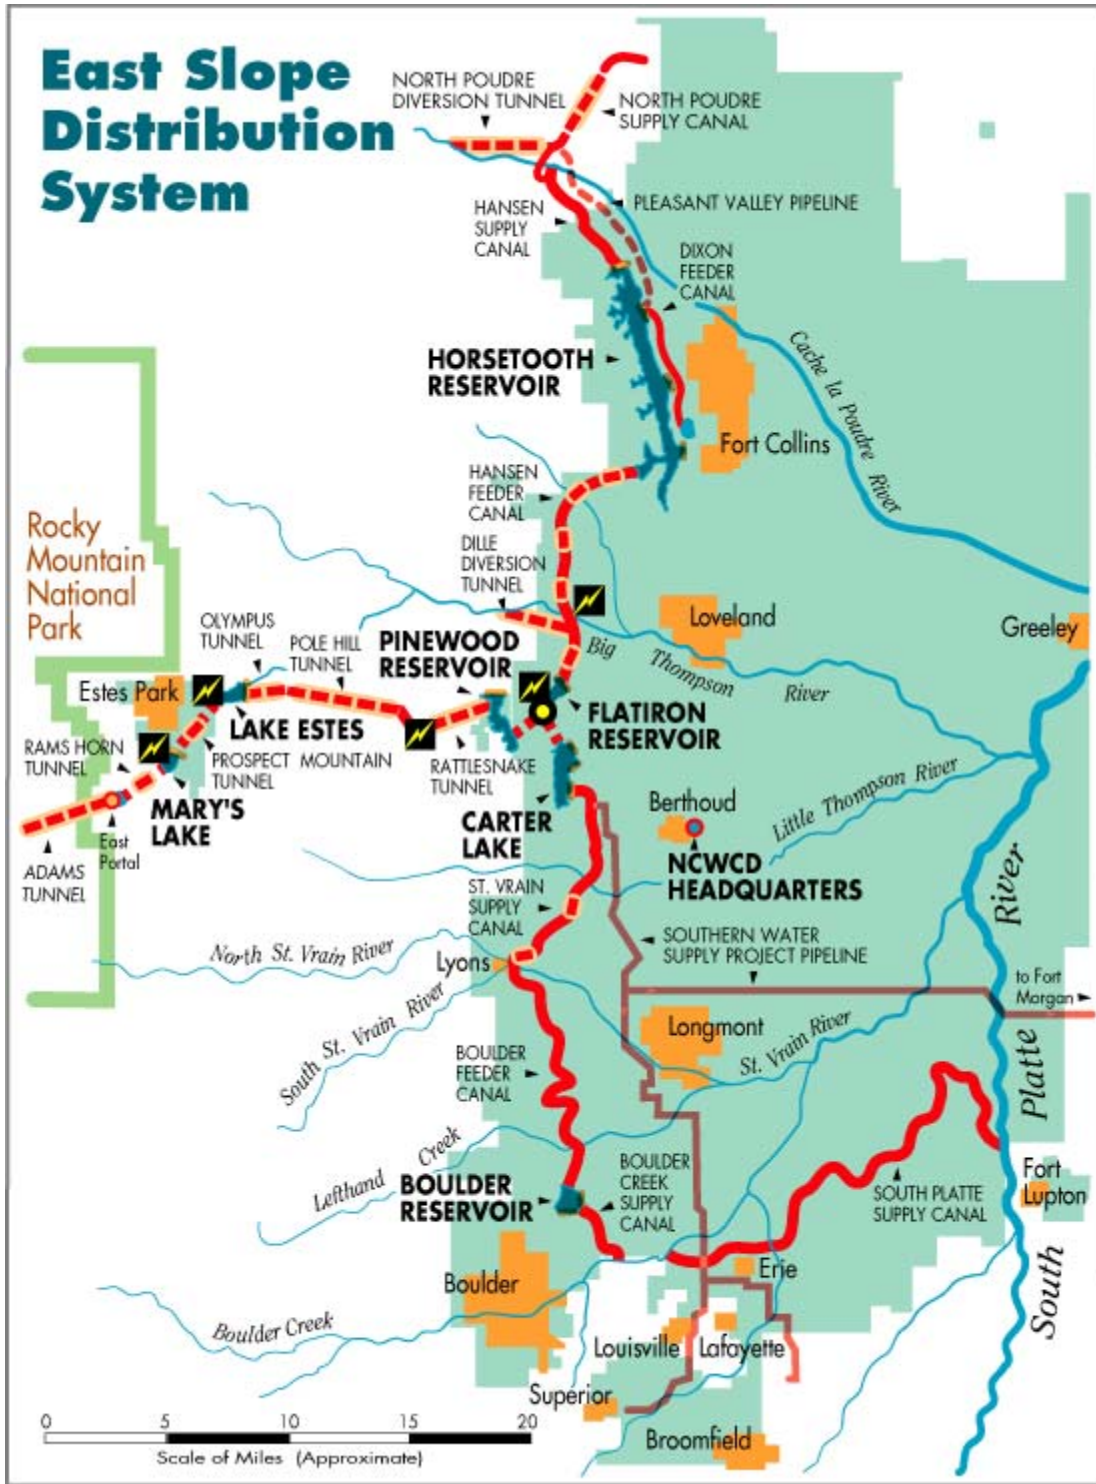 East Slope
Distribution
System
NORTH POUDRE
DIVERSION TUNNEL
NORTH POUDRE
SUPPLY CANAL
HANSEN
SUPPLY
CANAL
PLEASANT VALLEY PIPELINE
DIXON
FEEDER
CANAL
HORSETOOTH
RESERVOIR
Cache la Poudre River
Fort Collins
HANSEN
FEEDER
CANAL
Rocky
Mountain
National
Park
DILLE
DIVERSION
TUNNEL
OLYMPUS
TUNNEL
POLE HILL
TUNNEL
PINEWOOD
RESERVOIR
Big Thompson River
Loveland
Greeley
Estes Park
LAKE ESTES
FLATIRON
RESERVOIR
RAMS HORN
TUNNEL
PROSPECT MOUNTAIN
TUNNEL
RATTLESNAKE
TUNNEL
MARY'S
LAKE
East
Portal
ADAMS
TUNNEL
CARTER
LAKE
Berthoud
Little Thompson River
NCWCD
HEADQUARTERS
ST. VRAIN
SUPPLY
CANAL
SOUTHERN WATER
SUPPLY PROJECT PIPELINE
North St. Vrain River
Lyons
to Fort
Morgan
South St. Vrain River
Longmont
St. Vrain River
BOULDER
FEEDER
CANAL
South Platte River
Lefthand Creek
BOULDER
RESERVOIR
BOULDER
CREEK
SUPPLY
CANAL
SOUTH PLATTE
SUPPLY CANAL
Fort
Lupton
Boulder
Erie
Boulder Creek
Louisville
Lafayette
Superior
Broomfield
0 5 10 15 20
Scale of Miles (Approximate)